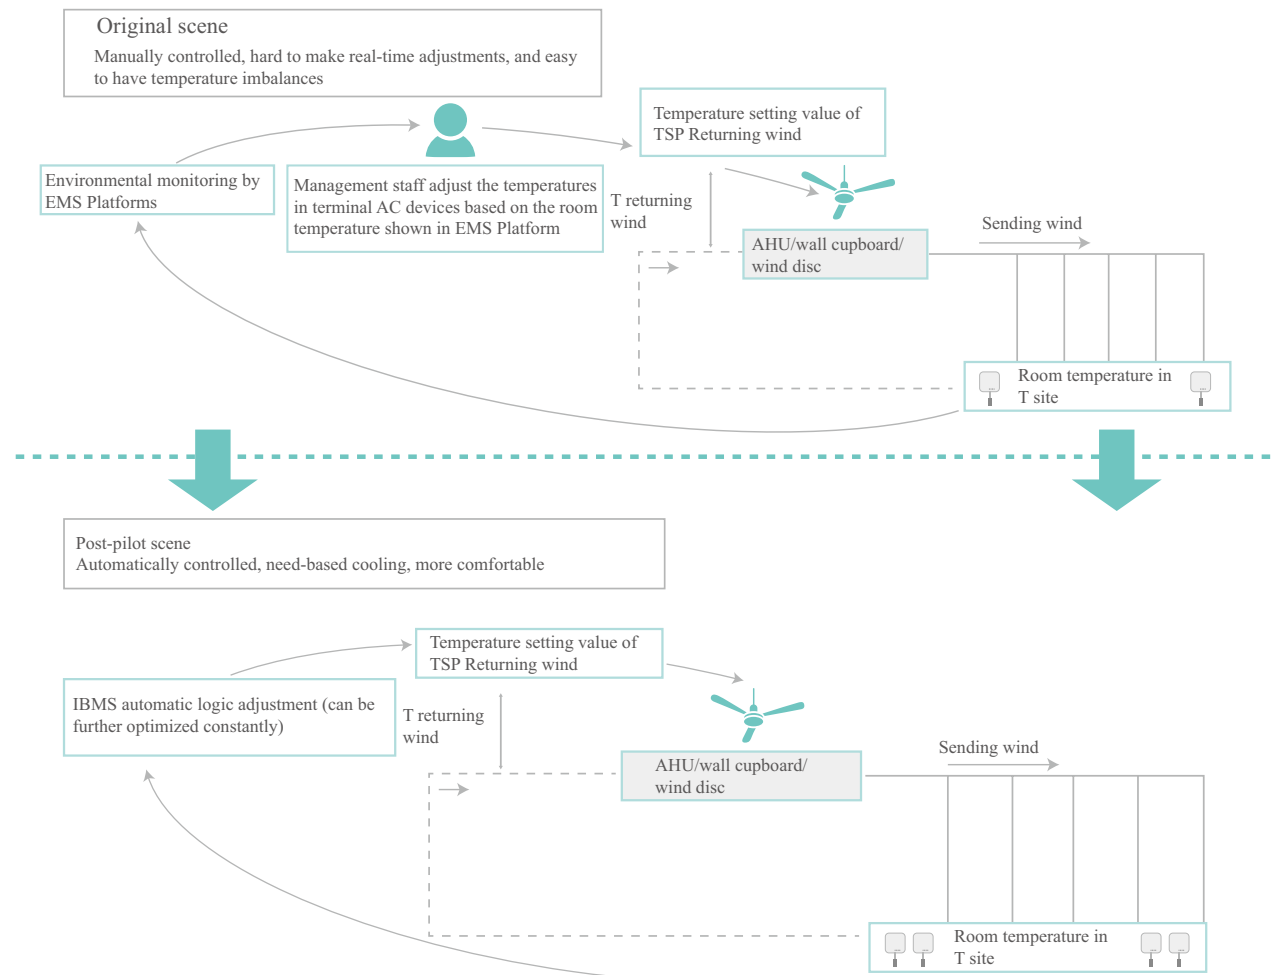 Original scene
Manually controlled, hard to make real-time adjustments, and easy
to have temperature imbalances
Temperature setting value of
TSP Returning wind
Environmental monitoring by
EMS Platforms
Management staff adjust the temperatures
in terminal AC devices based on the room
temperature shown in EMS Platform
T returning
wind
AHU/wall cupboard/
wind disc
Sending wind
Room temperature in
T site
Post-pilot scene
Automatically controlled, need-based cooling, more comfortable
Temperature setting value of
TSP Returning wind
IBMS automatic logic adjustment (can be
further optimized constantly)
T returning
wind
AHU/wall cupboard/
wind disc
Sending wind
Room temperature in
T site